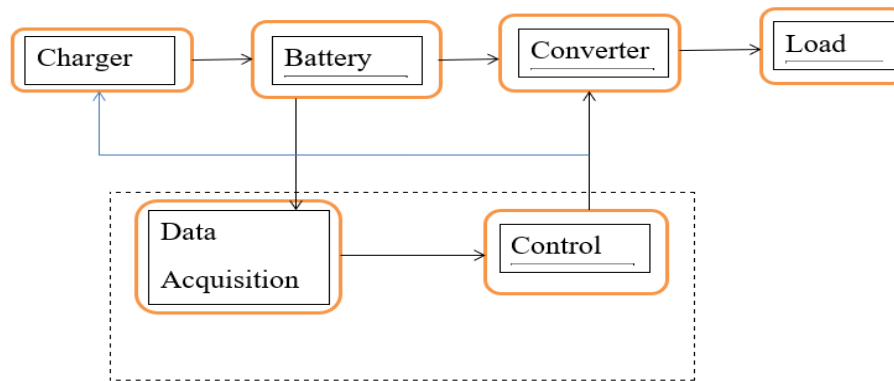 Charger
Battery
Converter
Load
Data
Acquisition
Control